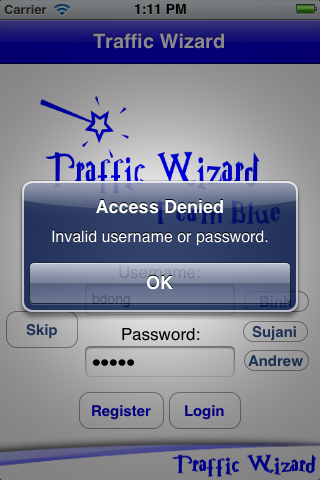 Carrier 1:11 PM
Traffic Wizard
Traffic Wizard
Team Blue
Access Denied
Invalid username or password.
OK
Username:
bdong
Skip
Password:
•••••
Sujani
Andrew
Register Login
Traffic Wizard